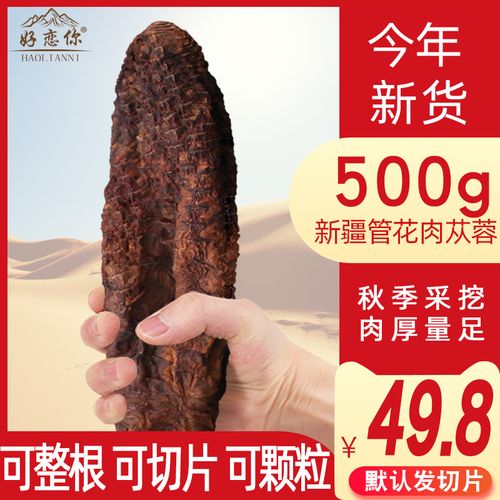 好恋你®
HAOLIANNI
今年
新货
500g
新疆管花肉苁蓉
秋季采挖
肉厚量足
¥49.8
默认发切片
可整根 可切片 可颗粒